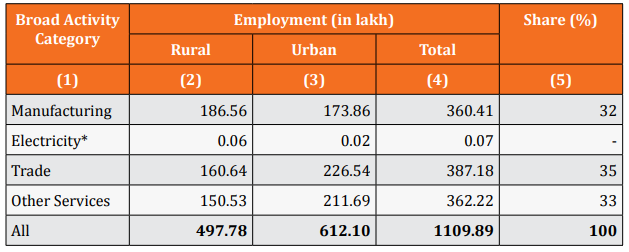 Broad Activity Category Employment (in lakh) Share (%)
Rural Urban Total
(1) (2) (3) (4) (5)
Manufacturing 186.56 173.86 360.41 32
Electricity* 0.06 0.02 0.07 -
Trade 160.64 226.54 387.18 35
Other Services 150.53 211.69 362.22 33
All 497.78 612.10 1109.89 100